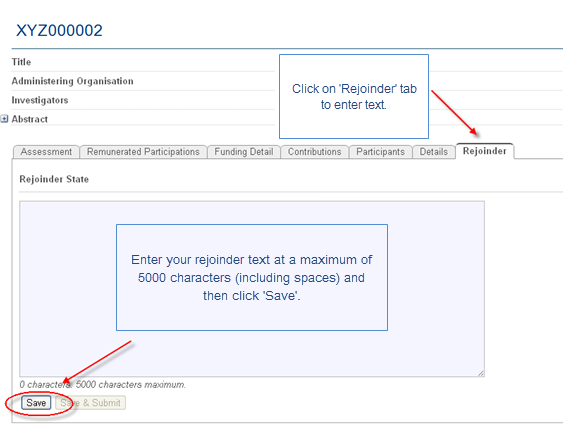 XYZ000002
Title
Administering Organisation
Investigators
Abstract
Click on 'Rejoinder' tab
to enter text.
Assessment Remunerated Participations Funding Detail Contributions Participants Details Rejoinder
Rejoinder State
Enter your rejoinder text at a maximum of
5000 characters (including spaces) and
then click 'Save'.
0 characters. 5000 characters maximum.
Save Save & Submit